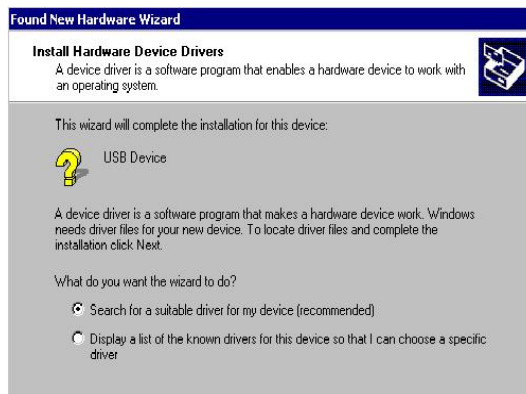 Found New Hardware Wizard
Install Hardware Device Drivers
A device driver is a software program that enables a hardware device to work with
an operating system.
This wizard will complete the installation for this device:
USB Device
A device driver is a software program that makes a hardware device work. Windows
needs driver files for your new device. To locate driver files and complete the
installation click Next.
What do you want the wizard to do?
Search for a suitable driver for my device (recommended)
Display a list of the known drivers for this device so that I can choose a specific
driver